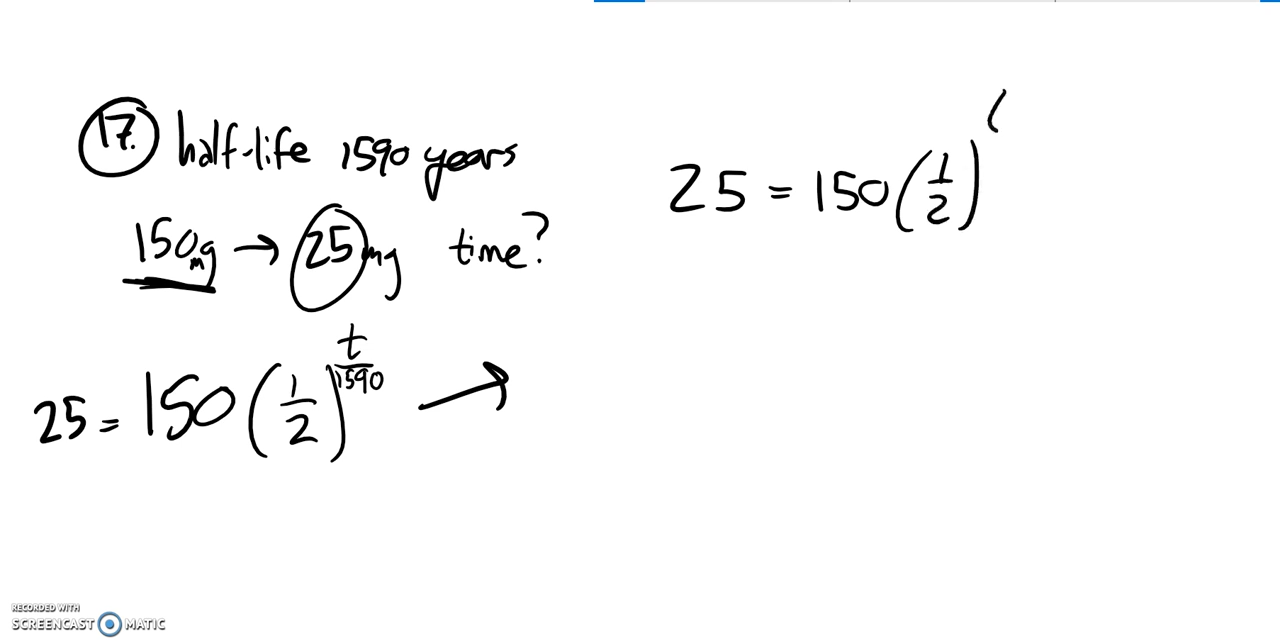 17. half-life 1590 years
150mg → 25mg time?
25 = 150 (1/2)^(t/1590) →
25 = 150 (1/2)^(
RECORDED WITH
SCREENCAST MATIC